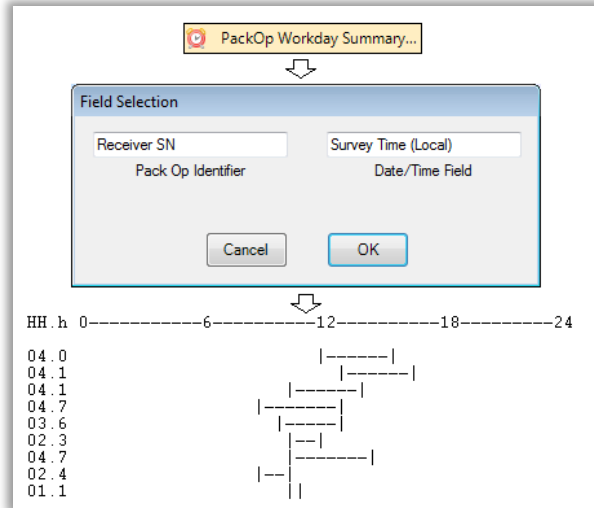 PackOp Workday Summary...
Field Selection
Receiver SN Survey Time (Local)
Pack Op Identifier Date/Time Field
Cancel OK
HH.h 0-----------6-----------12-----------18-----------24
04.0 |------|
04.1 |------|
04.1 |------|
04.7 |-------|
03.6 |-----|
02.3 |--|
04.7 |-------|
02.4 |--|
01.1 ||